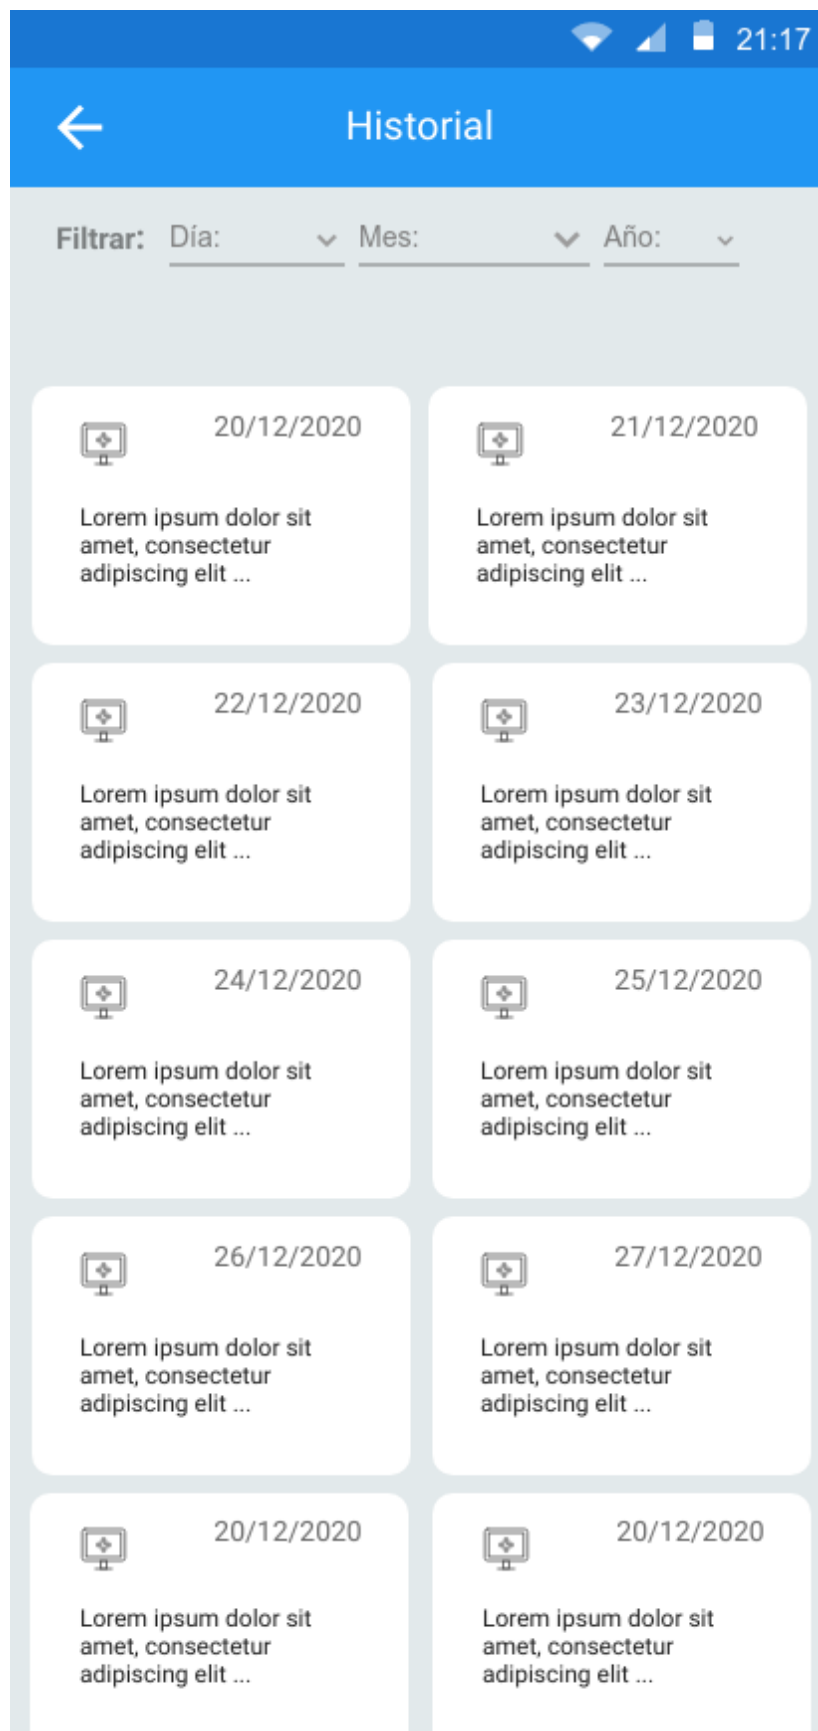 21:17
Historial
Filtrar: Día: Mes: Año:
20/12/2020
Lorem ipsum dolor sit
amet, consectetur
adipiscing elit ...
21/12/2020
Lorem ipsum dolor sit
amet, consectetur
adipiscing elit ...
22/12/2020
Lorem ipsum dolor sit
amet, consectetur
adipiscing elit ...
23/12/2020
Lorem ipsum dolor sit
amet, consectetur
adipiscing elit ...
24/12/2020
Lorem ipsum dolor sit
amet, consectetur
adipiscing elit ...
25/12/2020
Lorem ipsum dolor sit
amet, consectetur
adipiscing elit ...
26/12/2020
Lorem ipsum dolor sit
amet, consectetur
adipiscing elit ...
27/12/2020
Lorem ipsum dolor sit
amet, consectetur
adipiscing elit ...
20/12/2020
Lorem ipsum dolor sit
amet, consectetur
adipiscing elit ...
20/12/2020
Lorem ipsum dolor sit
amet, consectetur
adipiscing elit ...